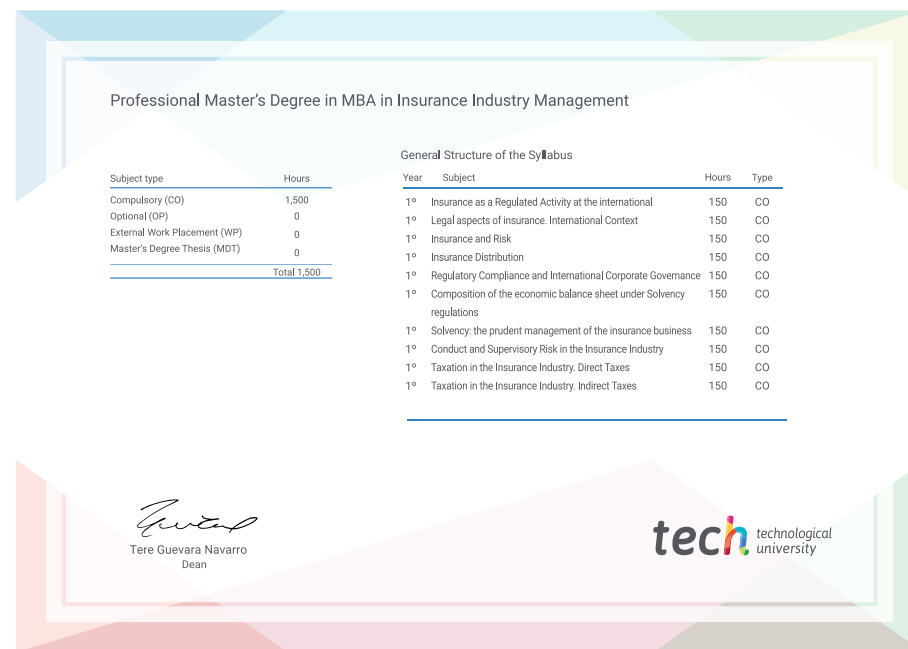 Professional Master's Degree in MBA in Insurance Industry Management
Subject type Hours
Compulsory (CO) 1,500
Optional (OP) 0
External Work Placement (WP) 0
Master's Degree Thesis (MDT) 0
Total 1,500
General Structure of the Syllabus
Year Subject Hours Type
1º Insurance as a Regulated Activity at the international 150 CO
1º Legal aspects of insurance. International Context 150 CO
1º Insurance and Risk 150 CO
1º Insurance Distribution 150 CO
1º Regulatory Compliance and International Corporate Governance 150 CO
1º Composition of the economic balance sheet under Solvency 150 CO
regulations
1º Solvency: the prudent management of the insurance business 150 CO
1º Conduct and Supervisory Risk in the Insurance Industry 150 CO
1º Taxation in the Insurance Industry. Direct Taxes 150 CO
1º Taxation in the Insurance Industry. Indirect Taxes 150 CO
Tere Guevara Navarro
Dean
tech technological
university